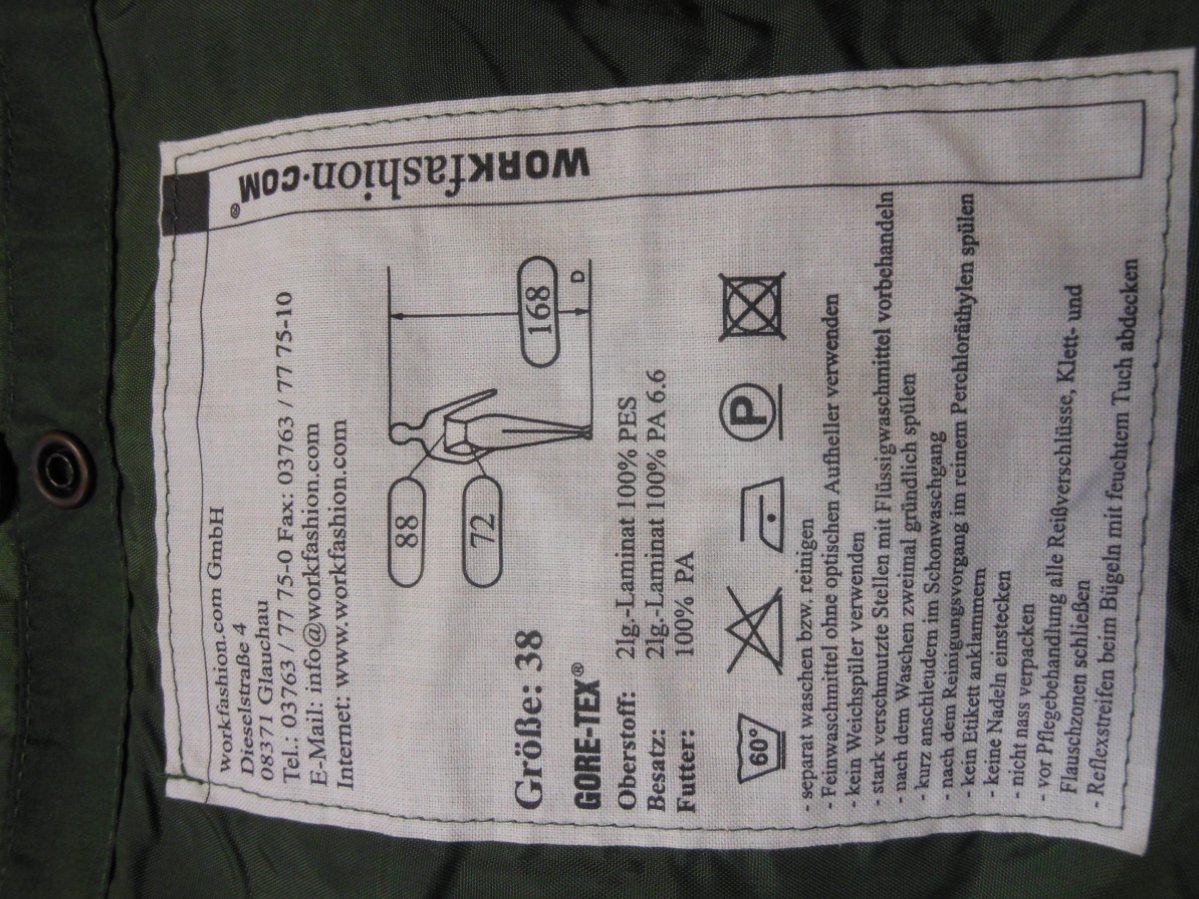 workfashion.com®
workfashion.com GmbH
Dieselstraße 4
08371 Glauchau
Tel.: 03763 / 77 75-0 Fax: 03763 / 77 75-10
E-Mail: info@workfashion.com
Internet: www.workfashion.com
88
72
168
D
Größe: 38
GORE-TEX®
Oberstoff: 2lg.-Laminat 100% PES
Besatz: 2lg.-Laminat 100% PA 6.6
Futter: 100% PA
60° P
- separat waschen bzw. reinigen
- Feinwaschmittel ohne optischen Aufheller verwenden
- kein Weichspüler verwenden
- stark verschmutzte Stellen mit Flüssigwaschmittel vorbehandeln
- nach dem Waschen zweimal gründlich spülen
- kurz anschleudern im Schonwaschgang
- nach dem Reinigungsvorgang im reinem Perchloräthylen spülen
- kein Etikett anklammern
- keine Nadeln einstecken
- nicht nass verpacken
- vor Pflegebehandlung alle Reißverschlüsse, Klett- und
Flauschzonen schließen
- Reflexstreifen beim Bügeln mit feuchtem Tuch abdecken